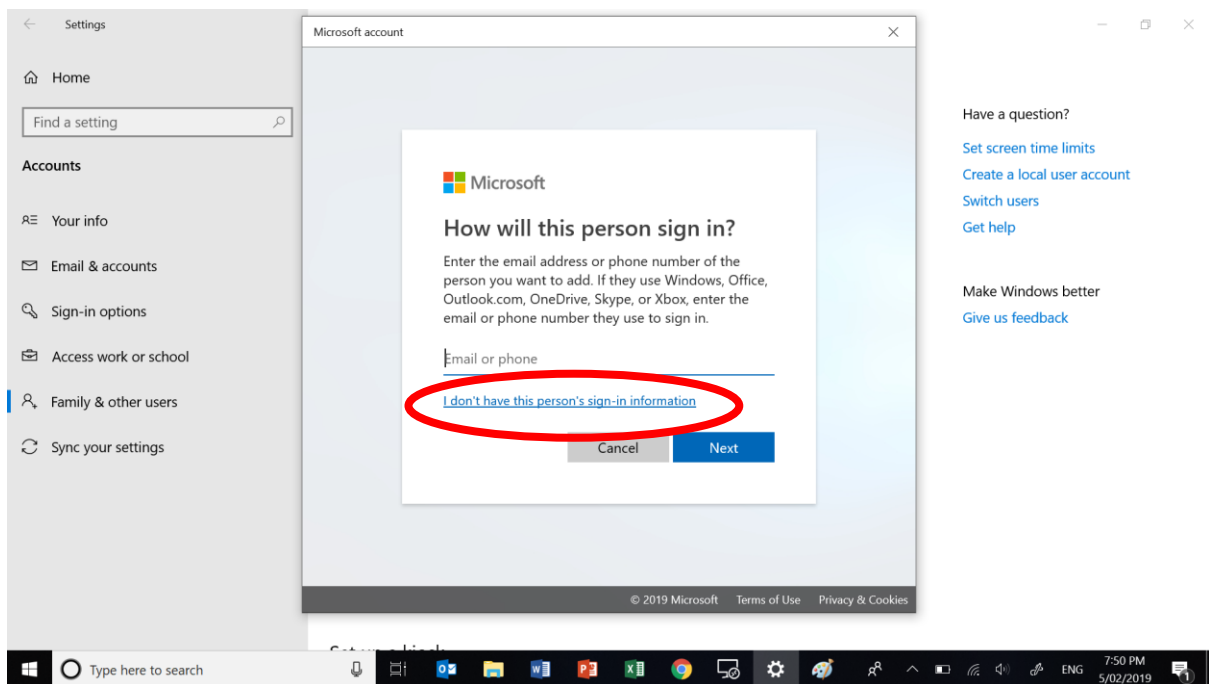 Settings
Home
Find a setting
Accounts
Your info
Email & accounts
Sign-in options
Access work or school
Family & other users
Sync your settings
Microsoft account
Microsoft
How will this person sign in?
Enter the email address or phone number of the
person you want to add. If they use Windows, Office,
Outlook.com, OneDrive, Skype, or Xbox, enter the
email or phone number they use to sign in.
Email or phone
I don't have this person's sign-in information
Cancel
Next
© 2019 Microsoft Terms of Use Privacy & Cookies
Have a question?
Set screen time limits
Create a local user account
Switch users
Get help
Make Windows better
Give us feedback
Type here to search
ENG
7:50 PM
5/02/2019
1